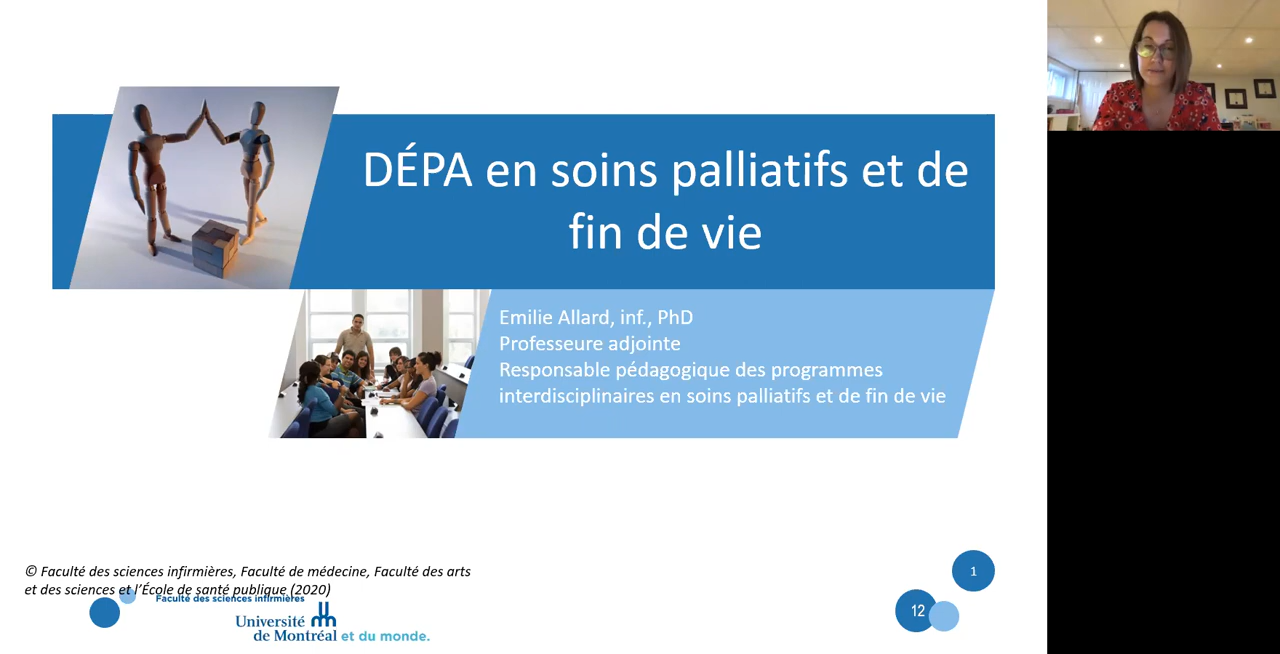 DÉPA en soins palliatifs et de
fin de vie
Emilie Allard, inf., PhD
Professeure adjointe
Responsable pédagogique des programmes
interdisciplinaires en soins palliatifs et de fin de vie
© Faculté des sciences infirmières, Faculté de médecine, Faculté des arts
et des sciences et l’École de santé publique (2020)
Faculté des sciences infirmières
Université
de Montréal et du monde.
1
12